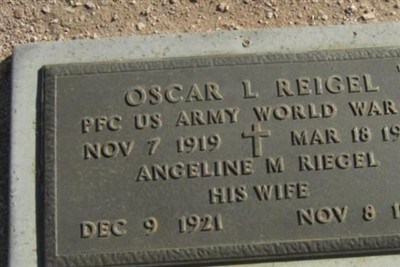 OSCAR L REIGEL
PFC US ARMY WORLD WAR
NOV 7 1919 MAR 18 19
ANGELINE M RIEGEL
HIS WIFE
DEC 9 1921 NOV 8 1